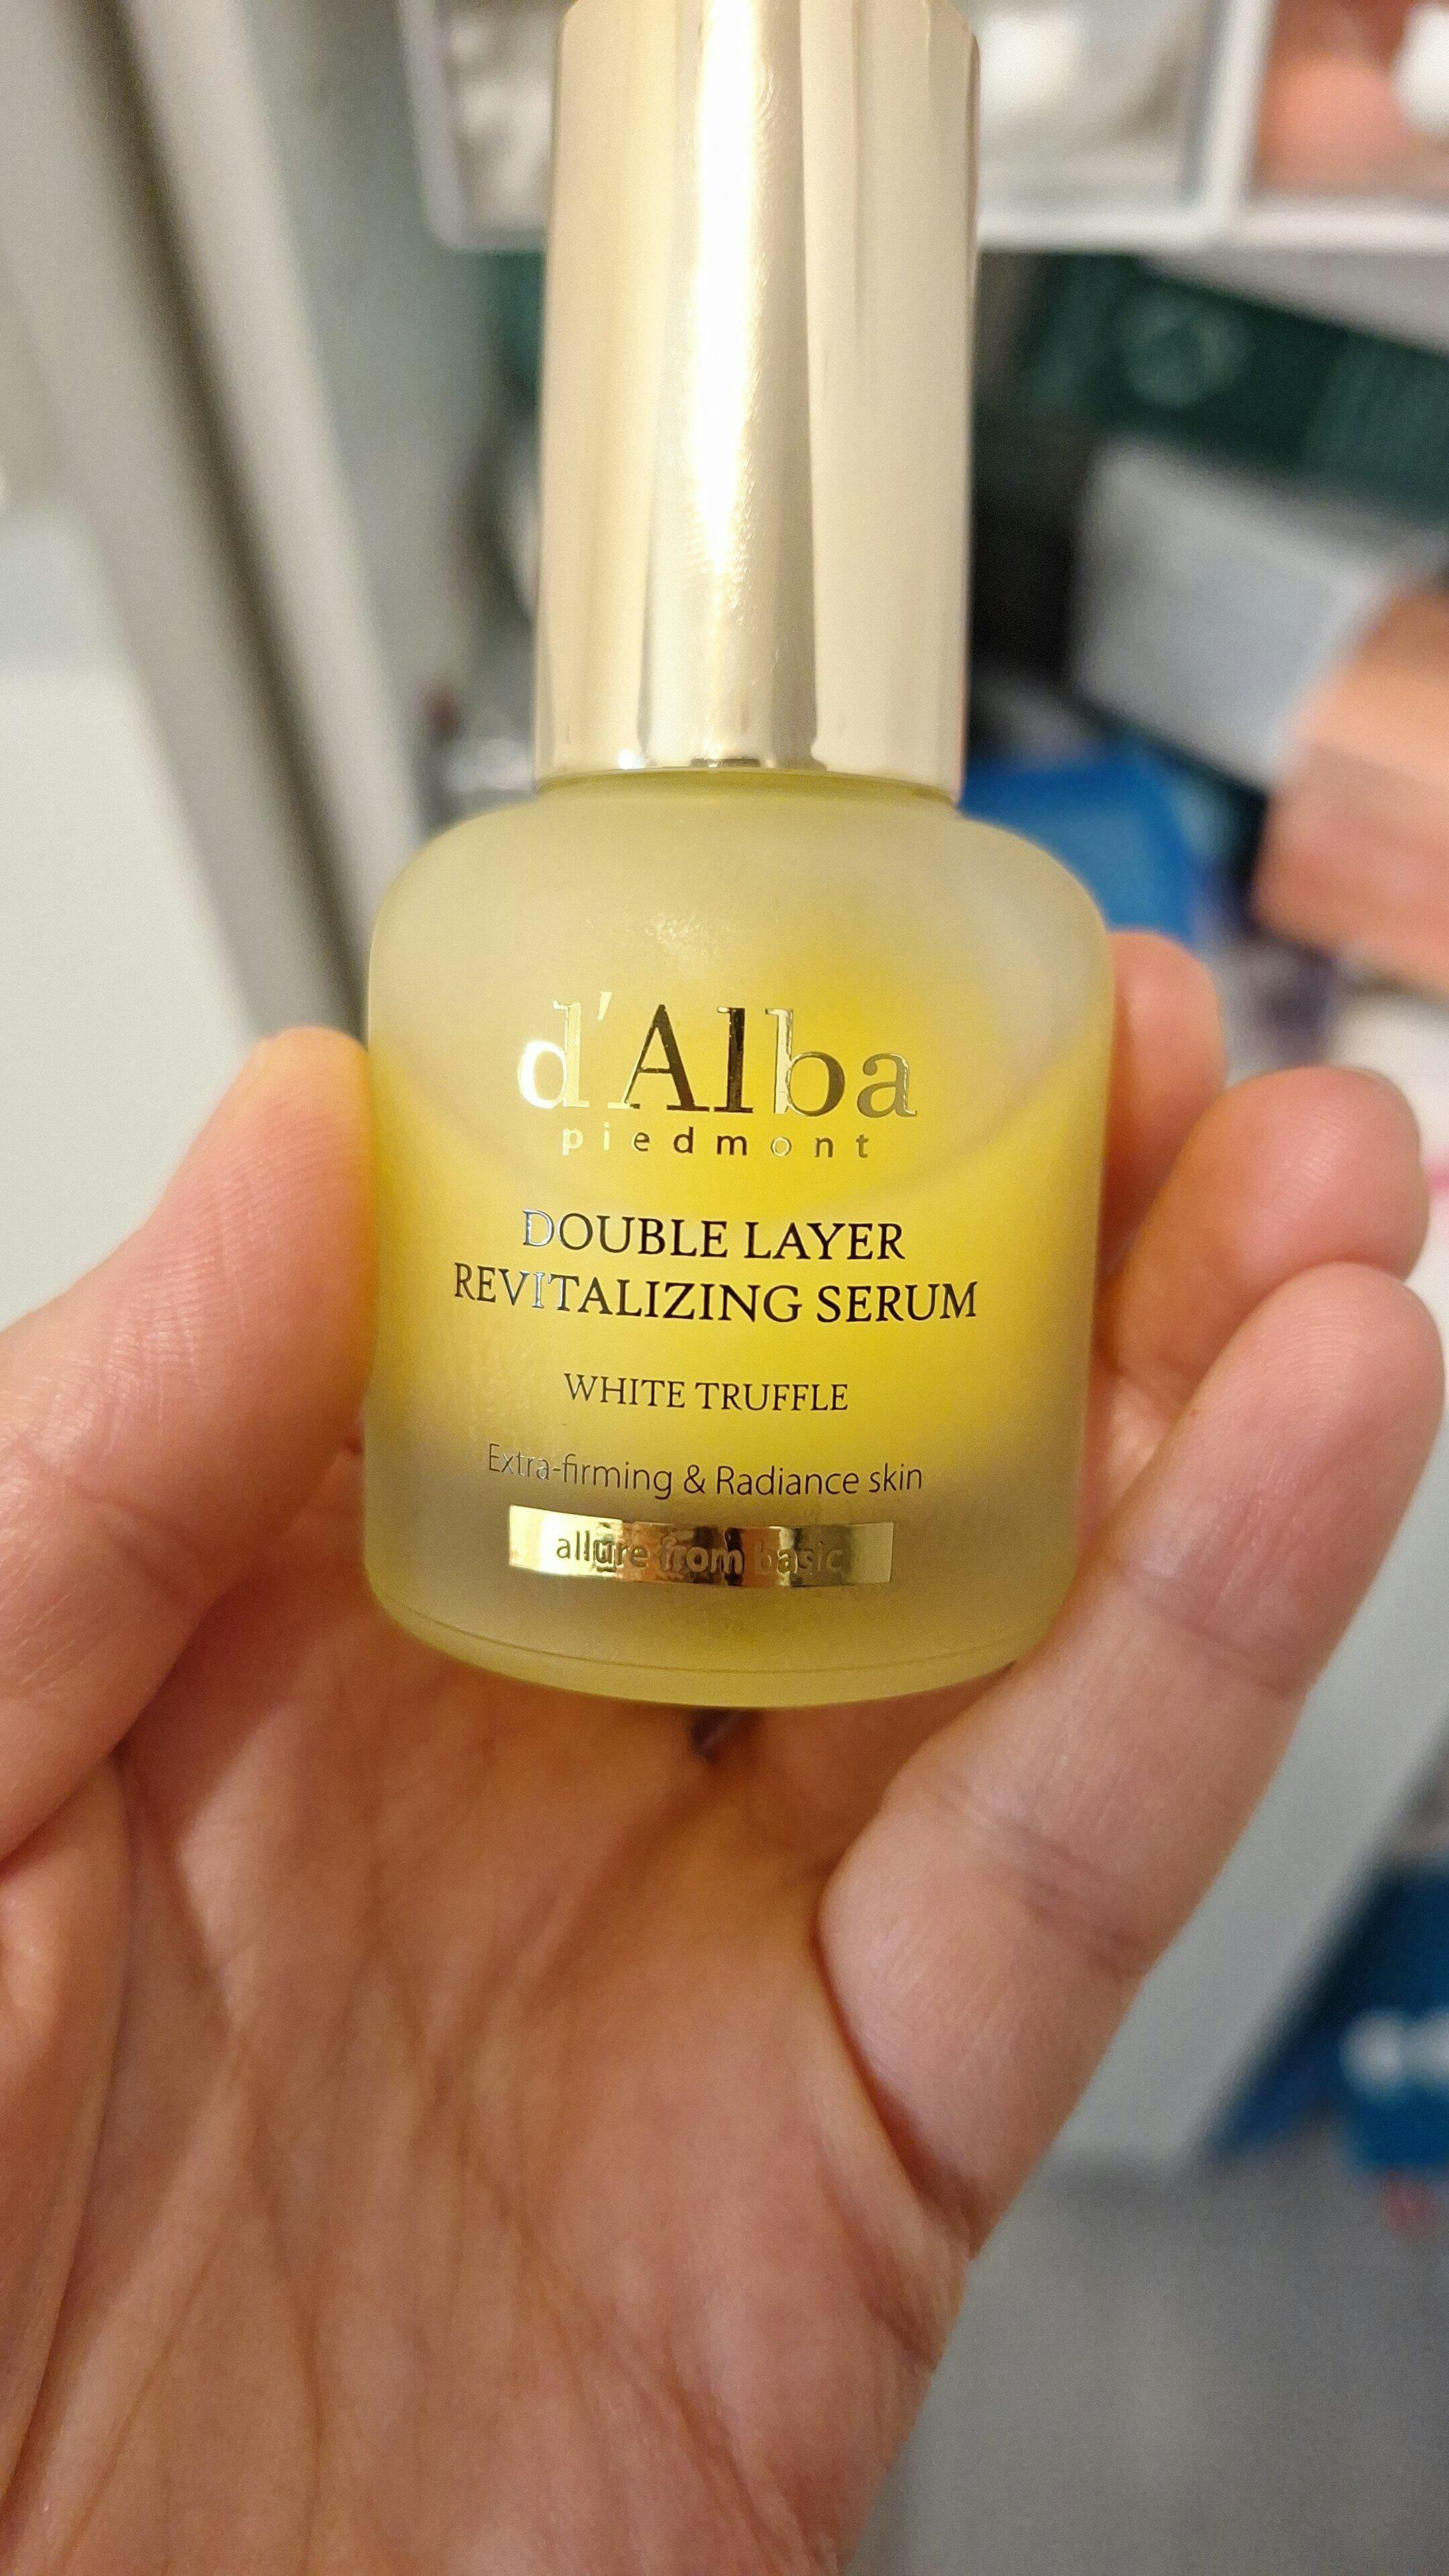 d'Alba
piedmont
DOUBLE LAYER
REVITALIZING SERUM
WHITE TRUFFLE
Extra-firming & Radiance skin
allure from basic